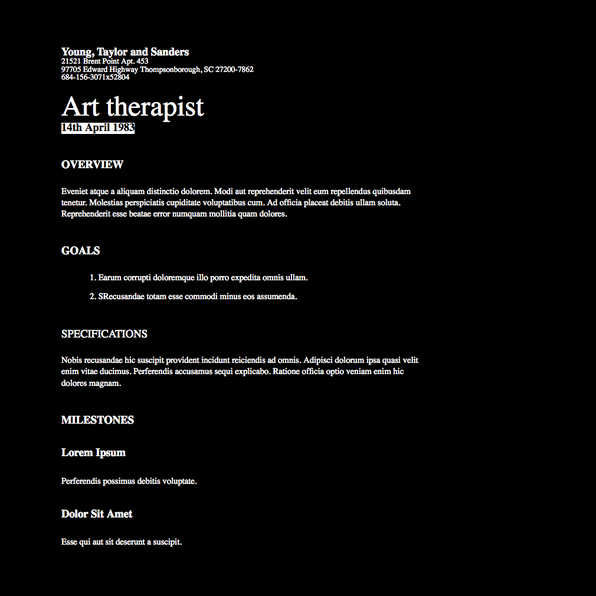 Young, Taylor and Sanders
21521 Brent Point Apt. 453
97705 Edward Highway Thompsonborough, SC 27200-7862
684-156-3071x52804
Art therapist
14th April 1983
OVERVIEW
Eveniet atque a aliquam distinctio dolorem. Modi aut reprehenderit velit eum repellendus quibusdam
tenetur. Molestias perspiciatis cupiditate voluptatibus cum. Ad officia placeat debitis ullam soluta.
Reprehenderit esse beatae error numquam mollitia quam dolores.
GOALS
1. Earum corrupti doloremque illo porro expedita omnis ullam.
2. SRecusandae totam esse commodi minus eos assumenda.
SPECIFICATIONS
Nobis recusandae hic suscipit provident incidunt reiciendis ad omnis. Adipisci dolorum ipsa quasi velit
enim vitae ducimus. Perferendis accusamus sequi explicabo. Ratione officia optio veniam enim hic
dolores magnam.
MILESTONES
Lorem Ipsum
Perferendis possimus debitis voluptate.
Dolor Sit Amet
Esse qui aut sit deserunt a suscipit.